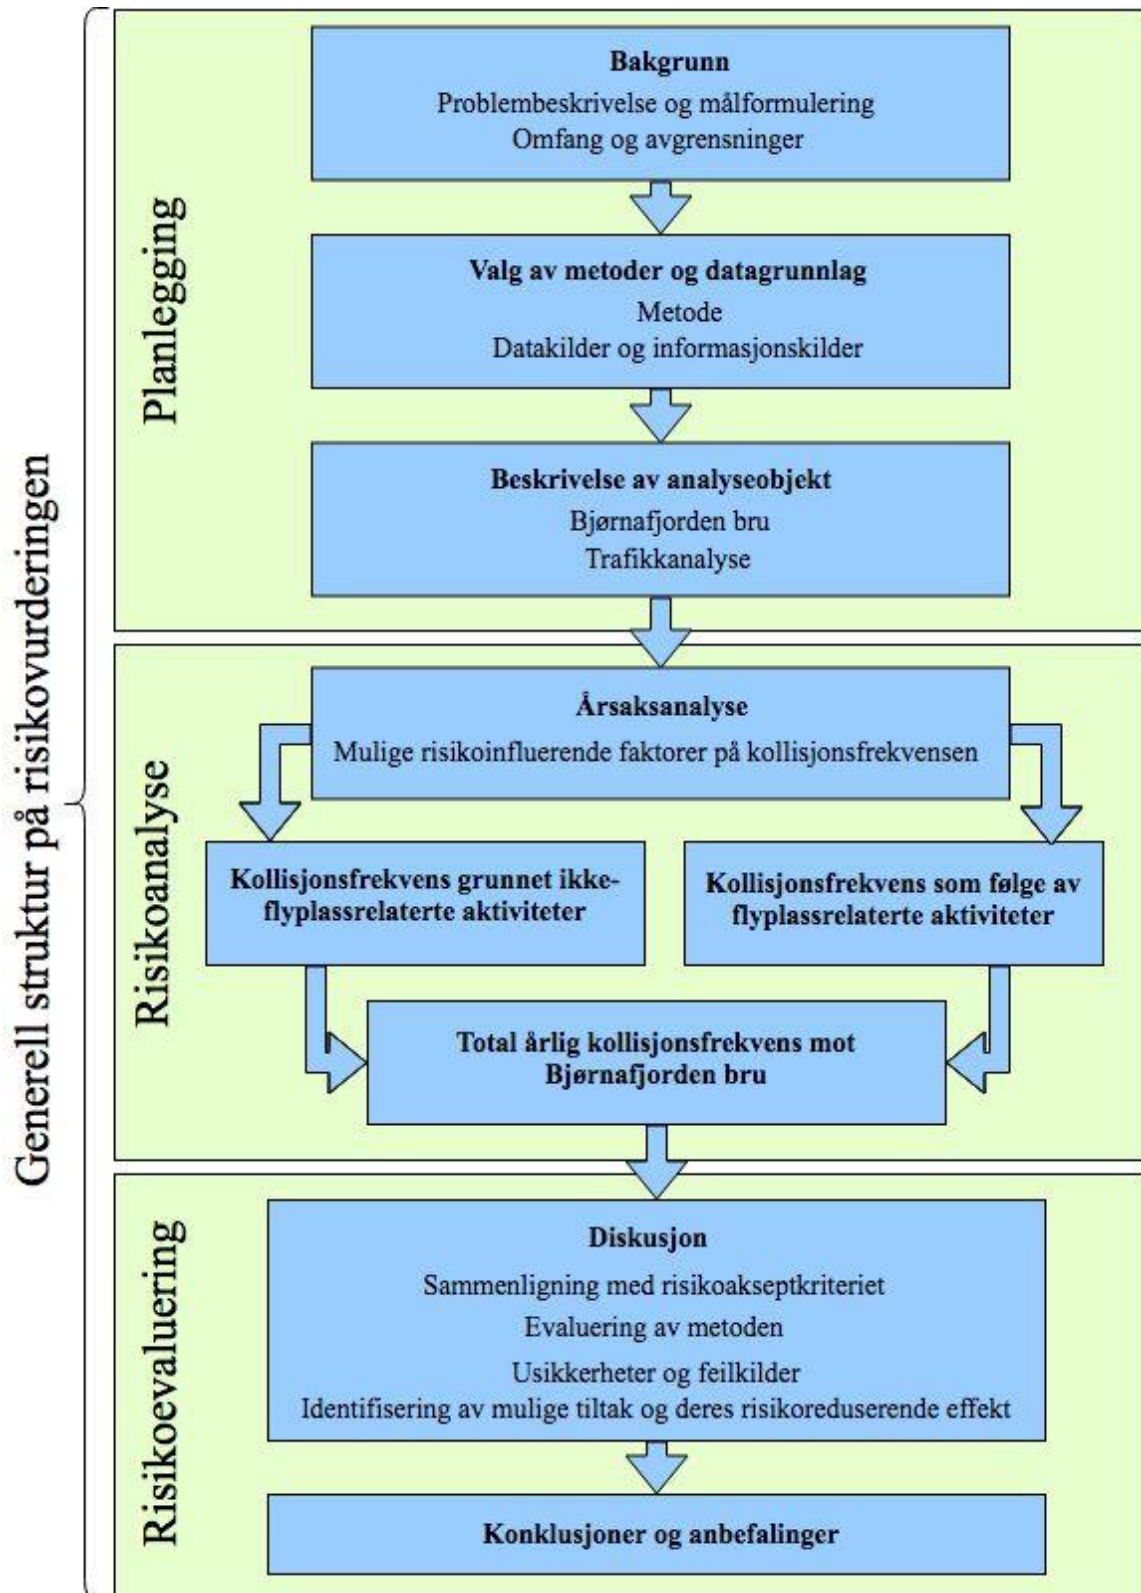 Generell struktur på risikovurderingen
Planlegging
Bakgrunn
Problembeskrivelse og målformulering
Omfang og avgrensninger
Valg av metoder og datagrunnlag
Metode
Datakilder og informasjonskilder
Beskrivelse av analyseobjekt
Bjørnafjorden bru
Trafikkanalyse
Risikoanalyse
Årsaksanalyse
Mulige risikoinfluerende faktorer på kollisjonsfrekvensen
Kollisjonsfrekvens grunnet ikke-
flyplassrelaterte aktiviteter
Kollisjonsfrekvens som følge av
flyplassrelaterte aktiviteter
Total årlig kollisjonsfrekvens mot
Bjørnafjorden bru
Risikoevaluering
Diskusjon
Sammenligning med risikoakseptkriteriet
Evaluering av metoden
Usikkerheter og feilkilder
Identifisering av mulige tiltak og deres risikoreduserende effekt
Konklusjoner og anbefalinger